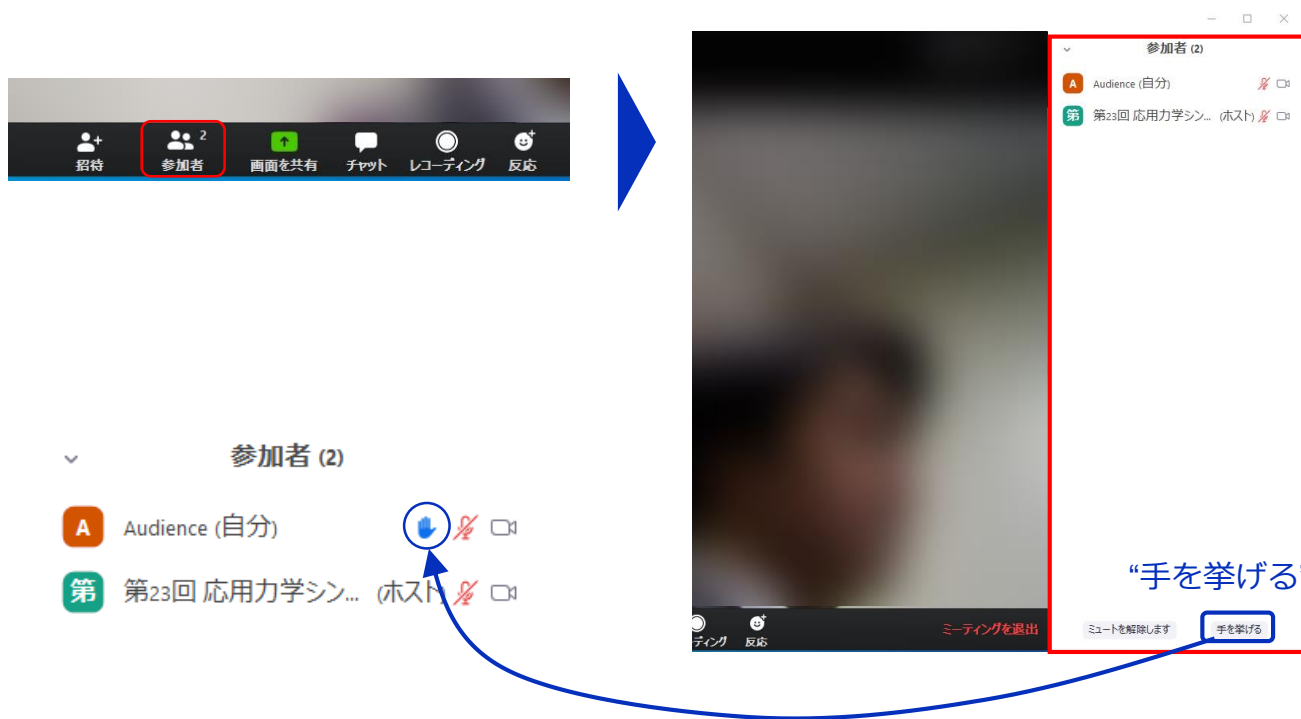 2
招待
参加者
画面を共有
チャット
レコーディング
反応
参加者 (2)
A Audience (自分)
第 第23回 応用力学シン... (ホスト)
参加者 (2)
A Audience (自分)
第 第23回 応用力学シン... (ホスト)
“手を挙げる”
ディング
反応
ミーティングを退出
ミュートを解除します
手を挙げる